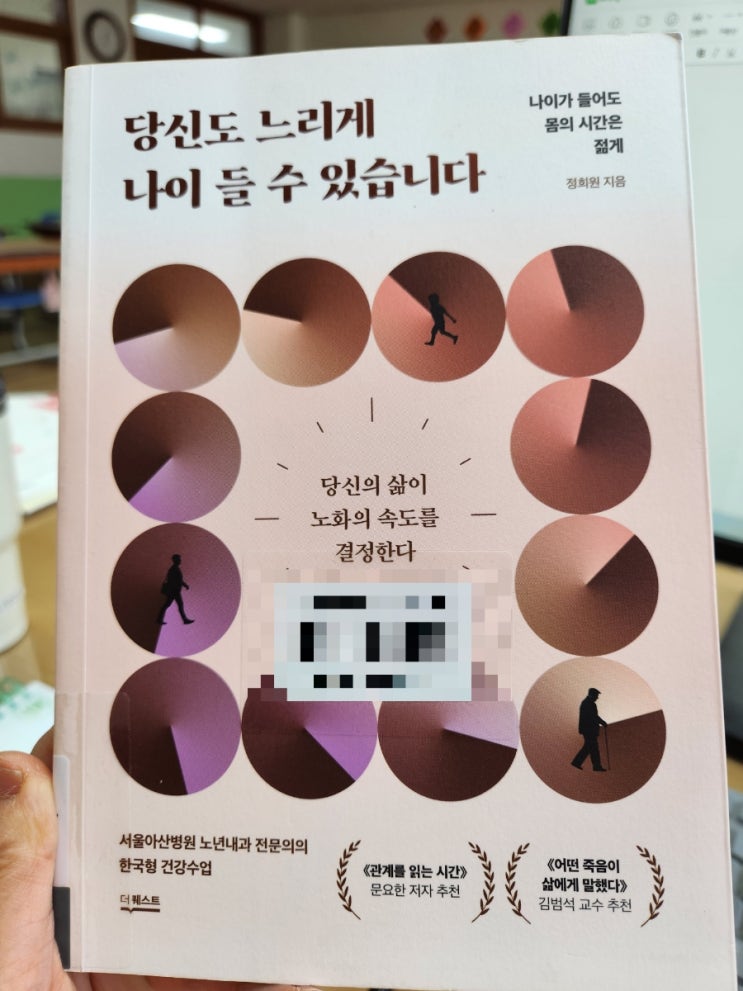 당신도 느리게
나이 들 수 있습니다
나이가 들어도
몸의 시간은
젊게
정희원 지음
당신의 삶이
노화의 속도를
결정한다
서울아산병원 노년내과 전문의의
한국형 건강수업
더퀘스트
《관계를 읽는 시간》
문요한 저자 추천
《어떤 죽음이
삶에게 말했다》
김범석 교수 추천